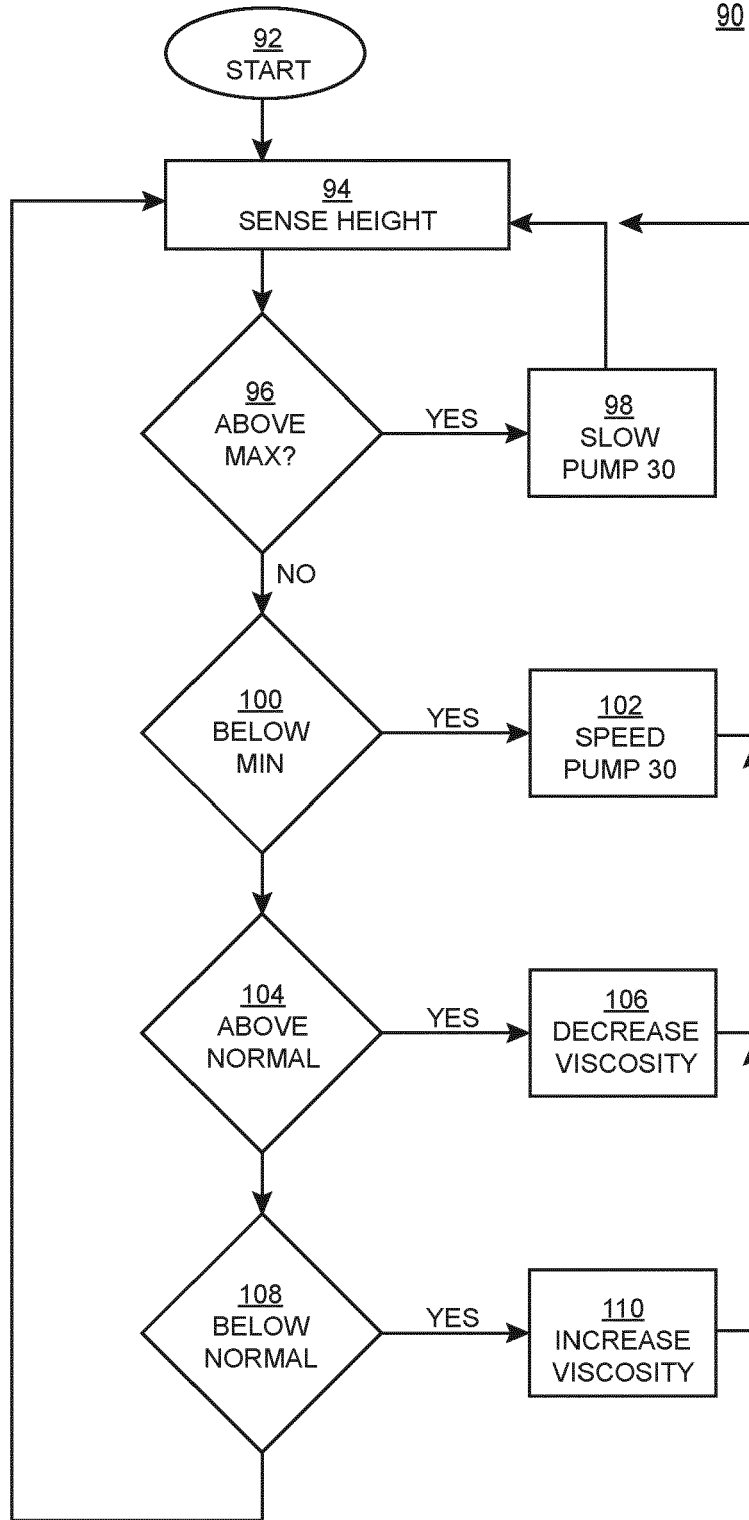 90
92
START
94
SENSE HEIGHT
96
ABOVE
MAX?
YES
98
SLOW
PUMP 30
NO
100
BELOW
MIN
YES
102
SPEED
PUMP 30
104
ABOVE
NORMAL
YES
106
DECREASE
VISCOSITY
108
BELOW
NORMAL
YES
110
INCREASE
VISCOSITY